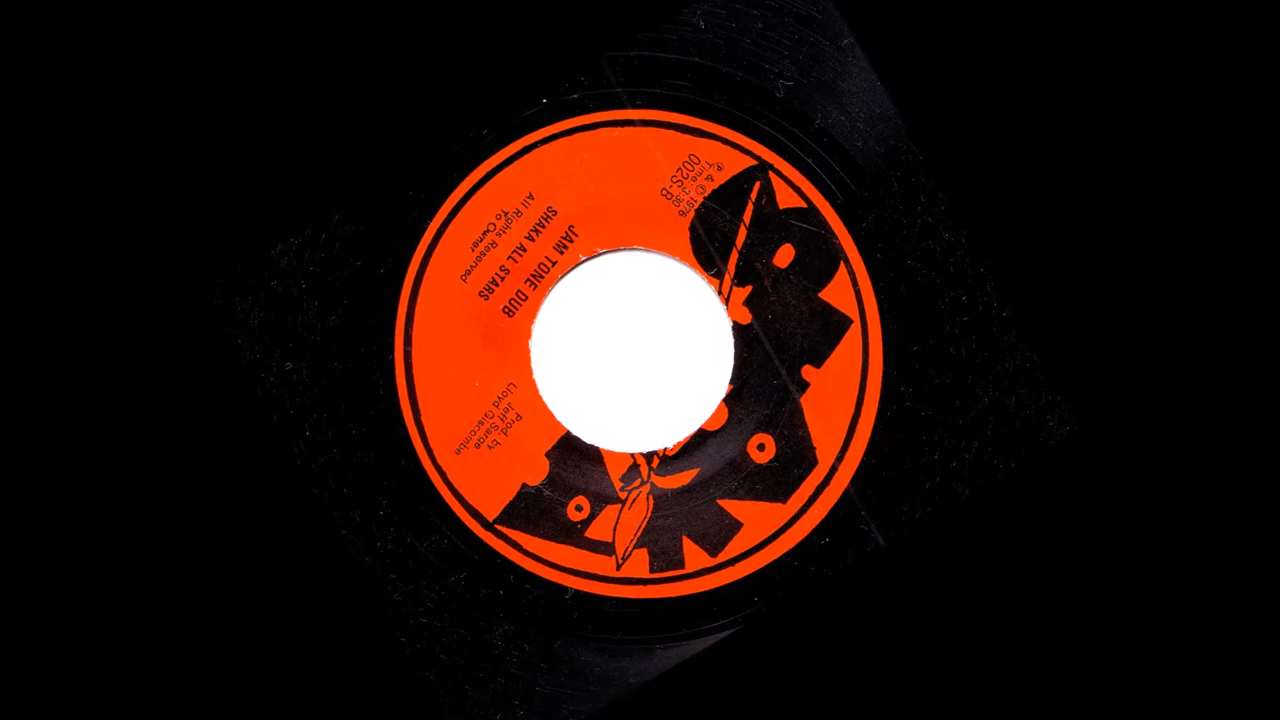 002S-B
Time: 3:30
℗ & © 1976
Prod. by
Jeff Sarge
Lloyd Giscombe
JAM TONE DUB
SHAKA ALL STARS
All Rights Reserved
To Owner